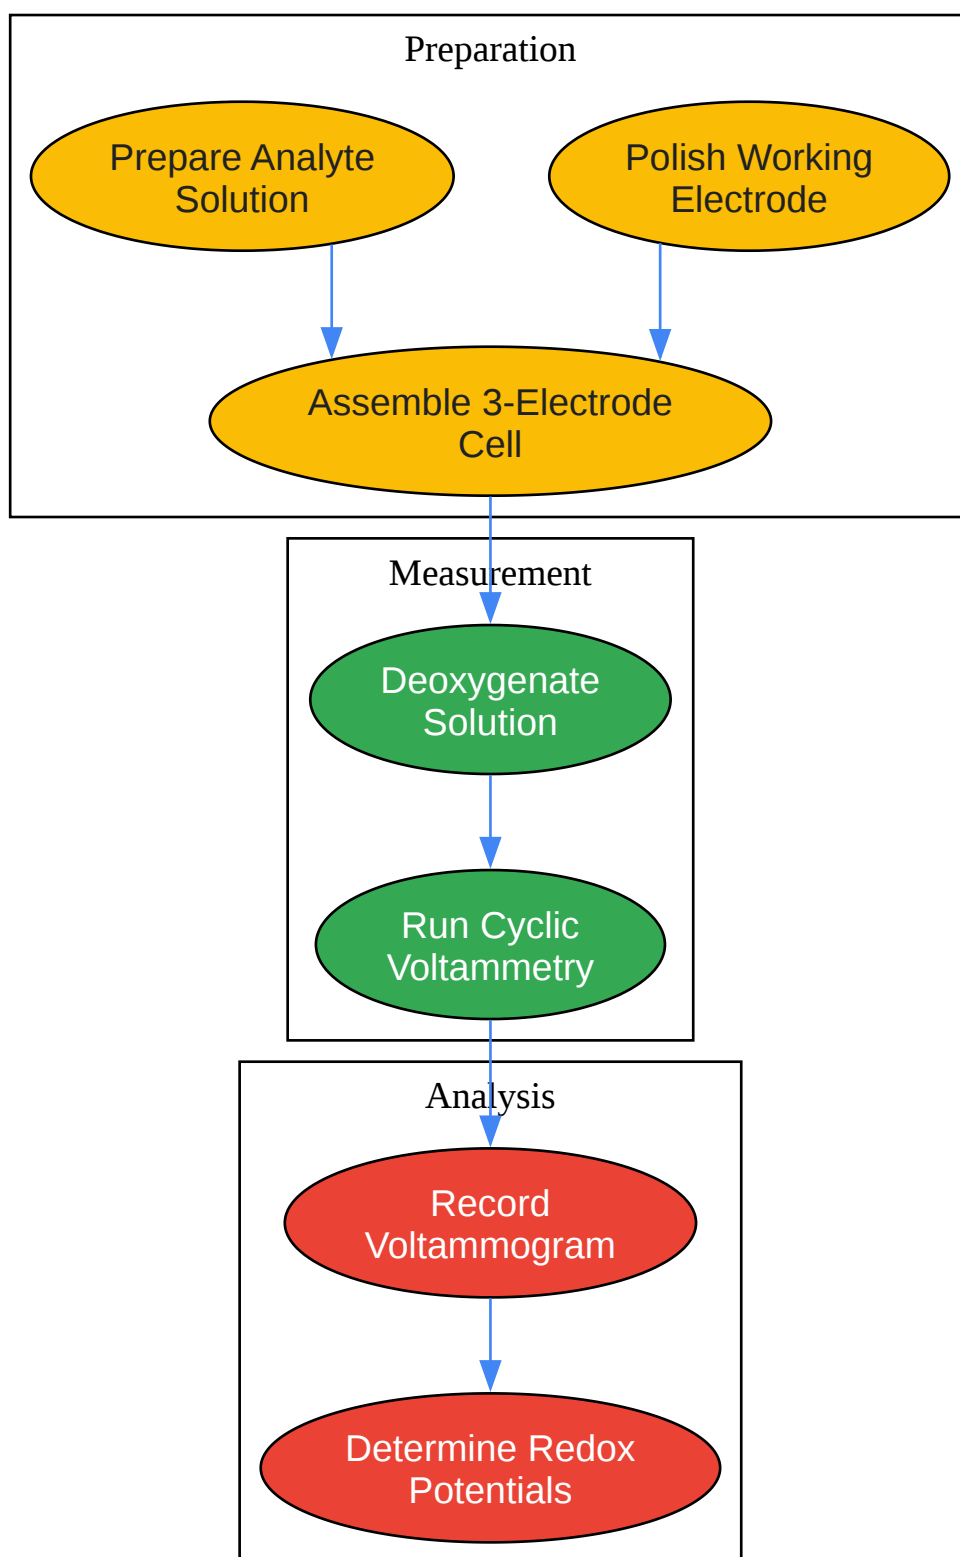 Preparation
Prepare Analyte
Solution
Polish Working
Electrode
Assemble 3-Electrode
Cell
Measurement
Deoxygenate
Solution
Run Cyclic
Voltammetry
Analysis
Record
Voltammogram
Determine Redox
Potentials